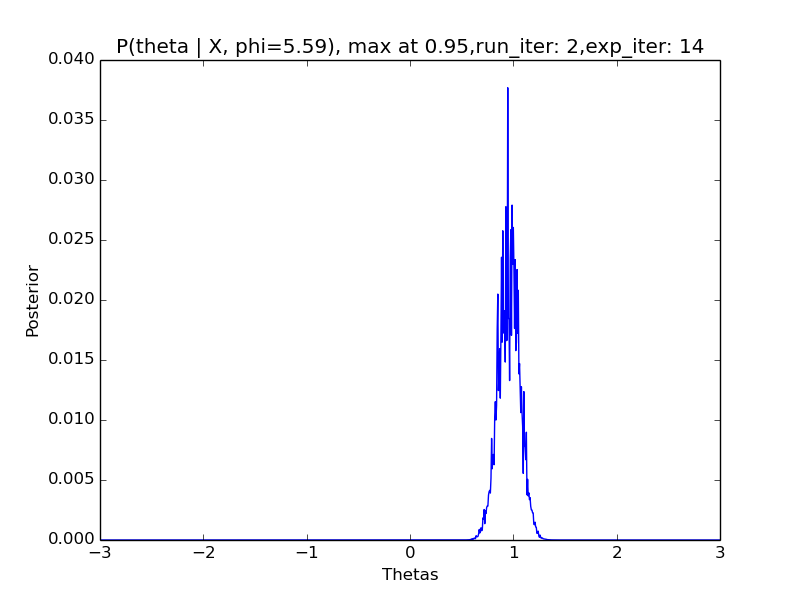 P(theta | X, phi=5.59), max at 0.95,run_iter: 2,exp_iter: 14
0.040
0.035
0.030
0.025
0.020
0.015
0.010
0.005
0.000
Posterior
−3 −2 −1 0 1 2 3
Thetas